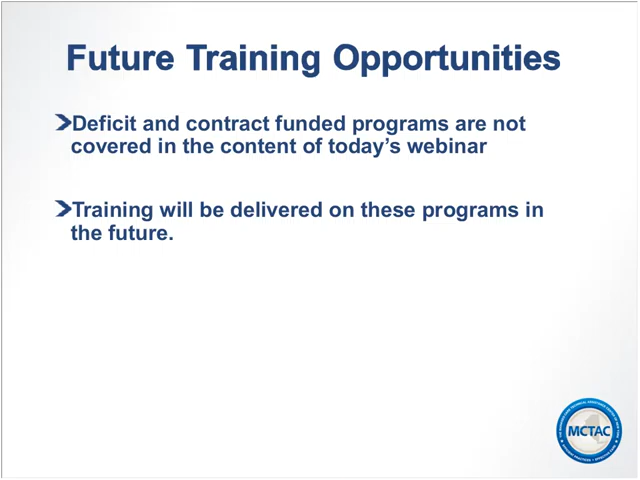 Future Training Opportunities
Deficit and contract funded programs are not
covered in the content of today's webinar
Training will be delivered on these programs in
the future.
MCTAC